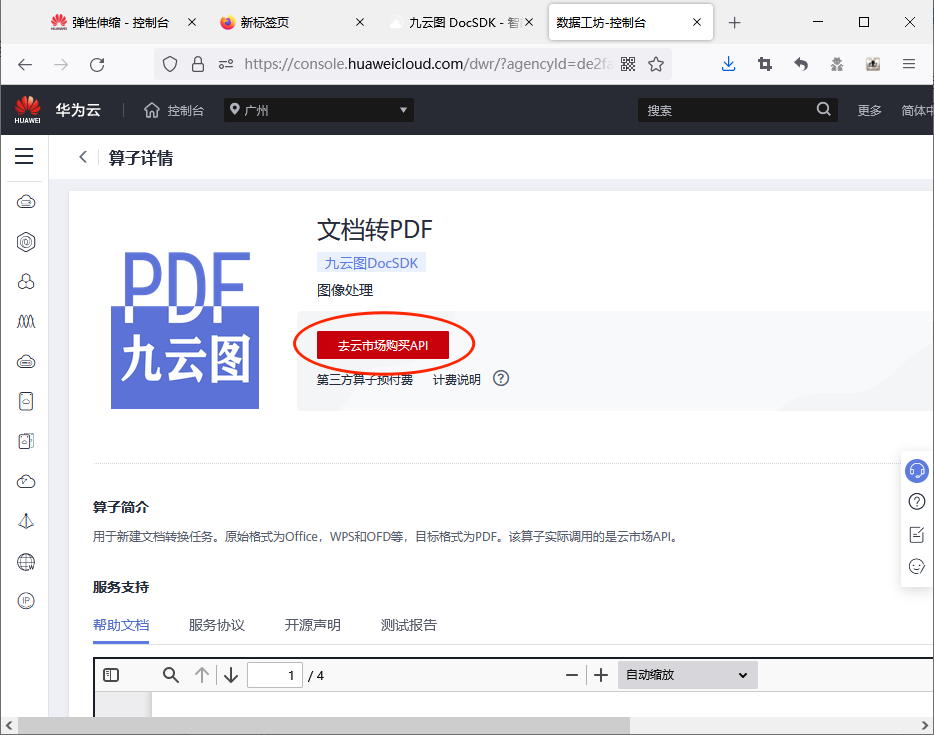 弹性伸缩 - 控制台
新标签页
九云图 DocSDK - 智
数据工坊-控制台
https://console.huaweicloud.com/dwr/?agencyId=de2fa
HUAWEI
华为云
控制台
广州
搜索
更多
简体中
算子详情
PDF
九云图
文档转PDF
九云图DocSDK
图像处理
去云市场购买API
第三方算子预付费
计费说明
算子简介
用于新建文档转换任务。原始格式为Office，WPS和OFD等，目标格式为PDF。该算子实际调用的是云市场API。
服务支持
帮助文档
服务协议
开源声明
测试报告
1 / 4
自动缩放
IP